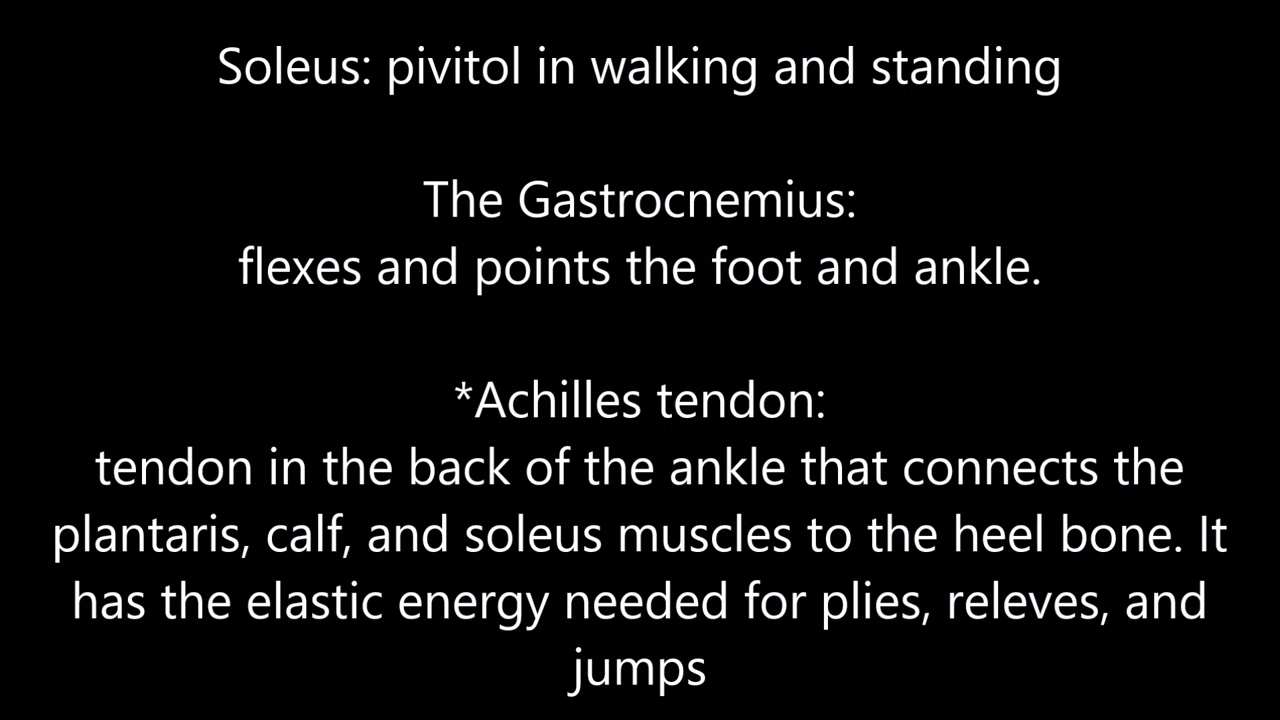 Soleus: pivitol in walking and standing
The Gastrocnemius:
flexes and points the foot and ankle.
*Achilles tendon:
tendon in the back of the ankle that connects the
plantaris, calf, and soleus muscles to the heel bone. It
has the elastic energy needed for plies, releves, and
jumps